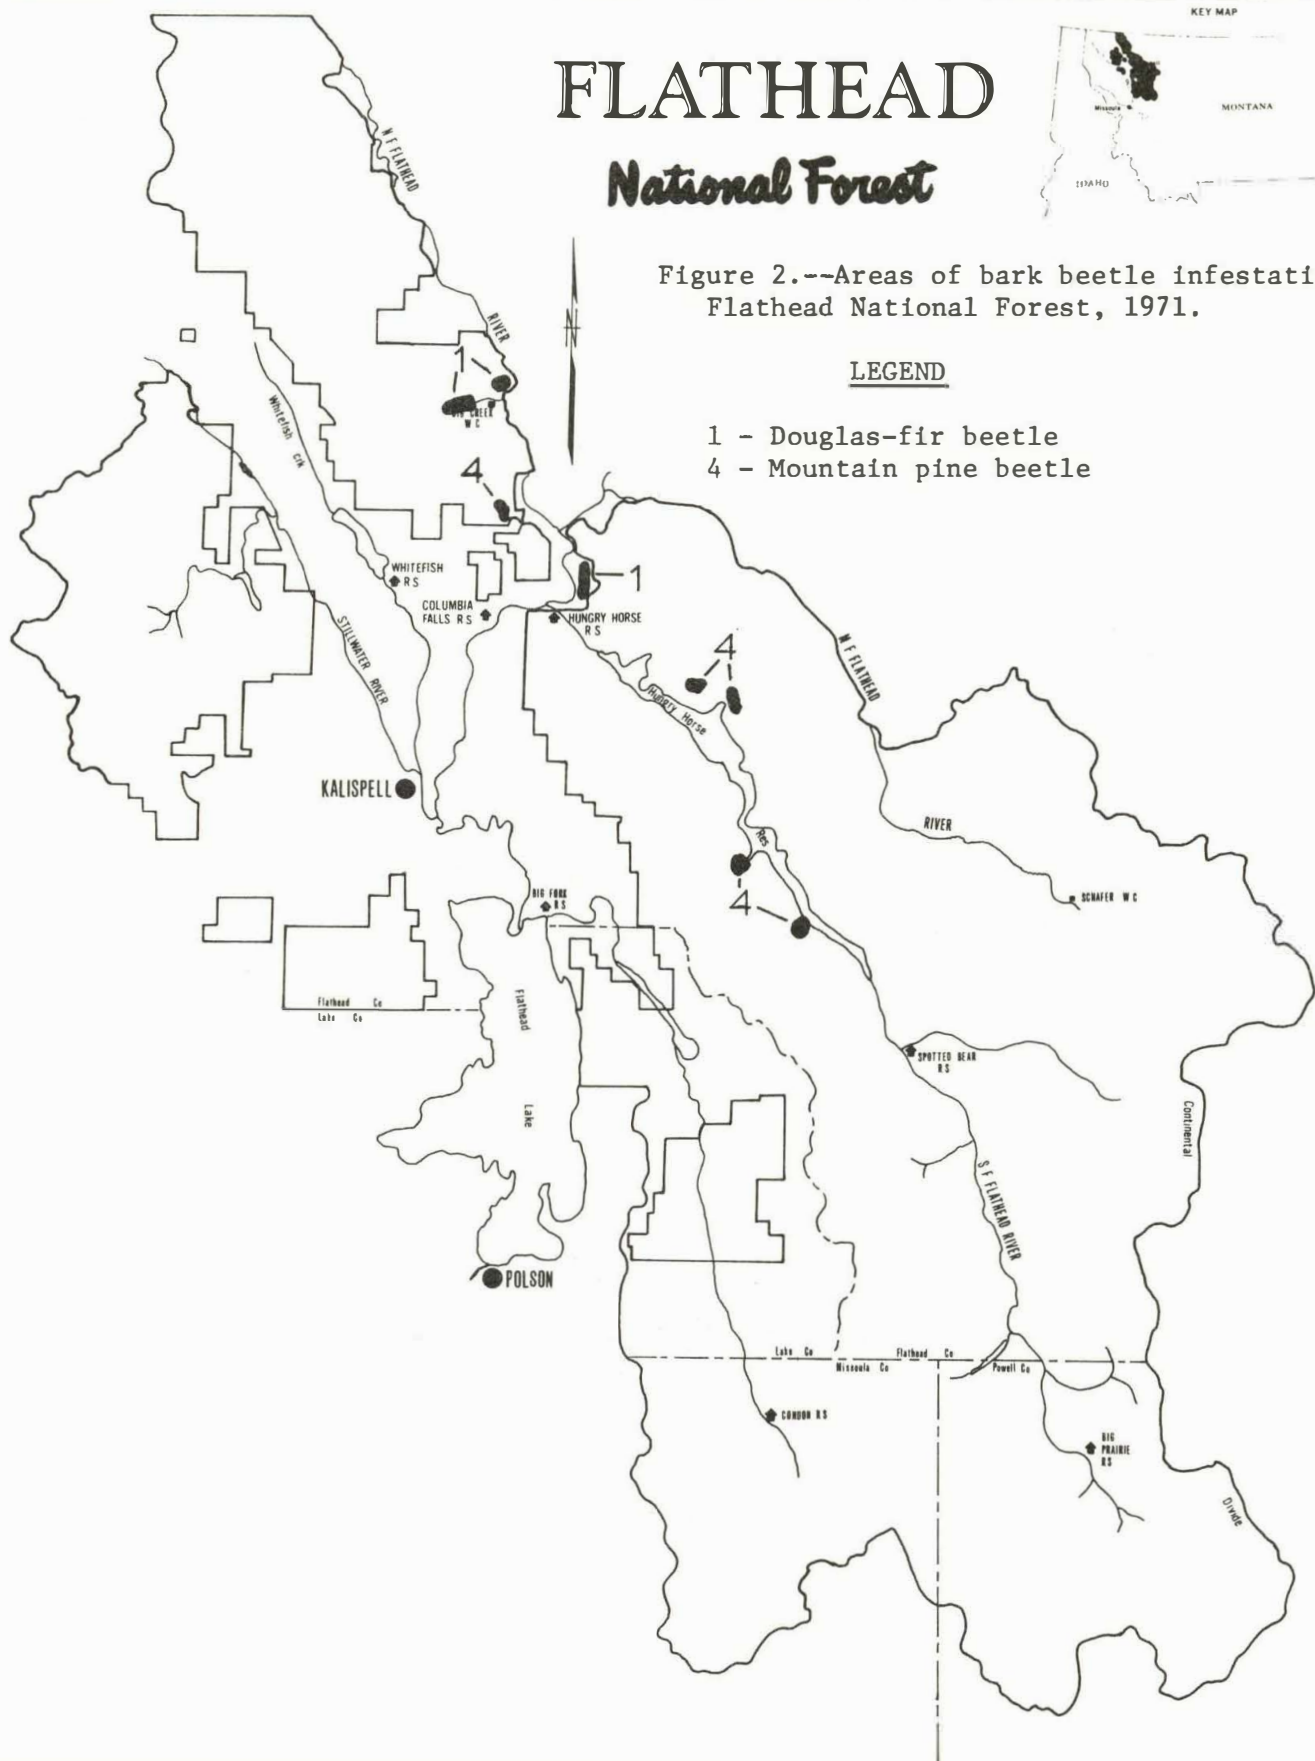 KEY MAP
FLATHEAD
National Forest
Missoula
MONTANA
IDAHO
Figure 2.--Areas of bark beetle infestati
Flathead National Forest, 1971.
LEGEND
1 - Douglas-fir beetle
4 - Mountain pine beetle
N F FLATHEAD
RIVER
N
1
BIG CREEK
W C
Whitefish Crk
4
WHITEFISH
R S
COLUMBIA
FALLS R S
1
HUNGRY HORSE
R S
STILLWATER RIVER
4
M F FLATHEAD
Hungry Horse
KALISPELL
Res
RIVER
SCHAFER W C
BIG FORK
R S
4
Flathead Co
Lake Co
Flathead
Lake
SPOTTED BEAR
R S
Continental
S F FLATHEAD RIVER
POLSON
Lake Co
Flathead Co
Missoula Co
Powell Co
CONDON R S
BIG
PRAIRIE
R S
Divide